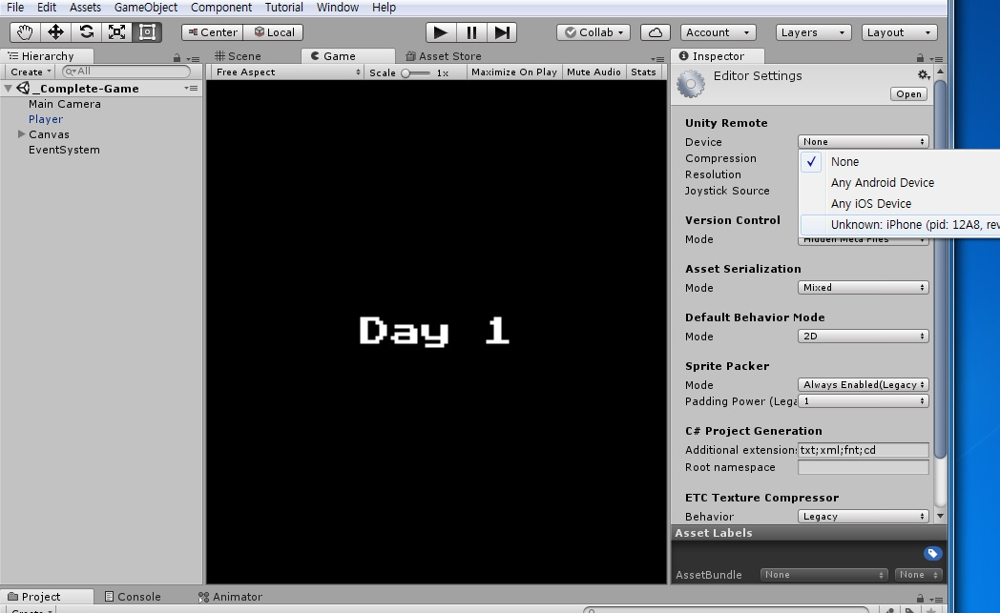 File Edit Assets GameObject Component Tutorial Window Help
Center Local Collab Account Layers Layout
Hierarchy Scene Game Asset Store Inspector
Create All Free Aspect Scale 1x Maximize On Play Mute Audio Stats Editor Settings
Open
_Complete-Game
Main Camera
Player
Canvas
EventSystem
Day 1
Unity Remote
Device None
Compression
Resolution
Joystick Source
None
Any Android Device
Any iOS Device
Unknown: iPhone (pid: 12A8, rev
Version Control
Mode Hidden Meta Files
Asset Serialization
Mode Mixed
Default Behavior Mode
Mode 2D
Sprite Packer
Mode Always Enabled(Legacy
Padding Power (Lega 1
C# Project Generation
Additional extension: txt;xml;fnt;cd
Root namespace
ETC Texture Compressor
Behavior Legacy
Asset Labels
AssetBundle None None
Project Console Animator
Create